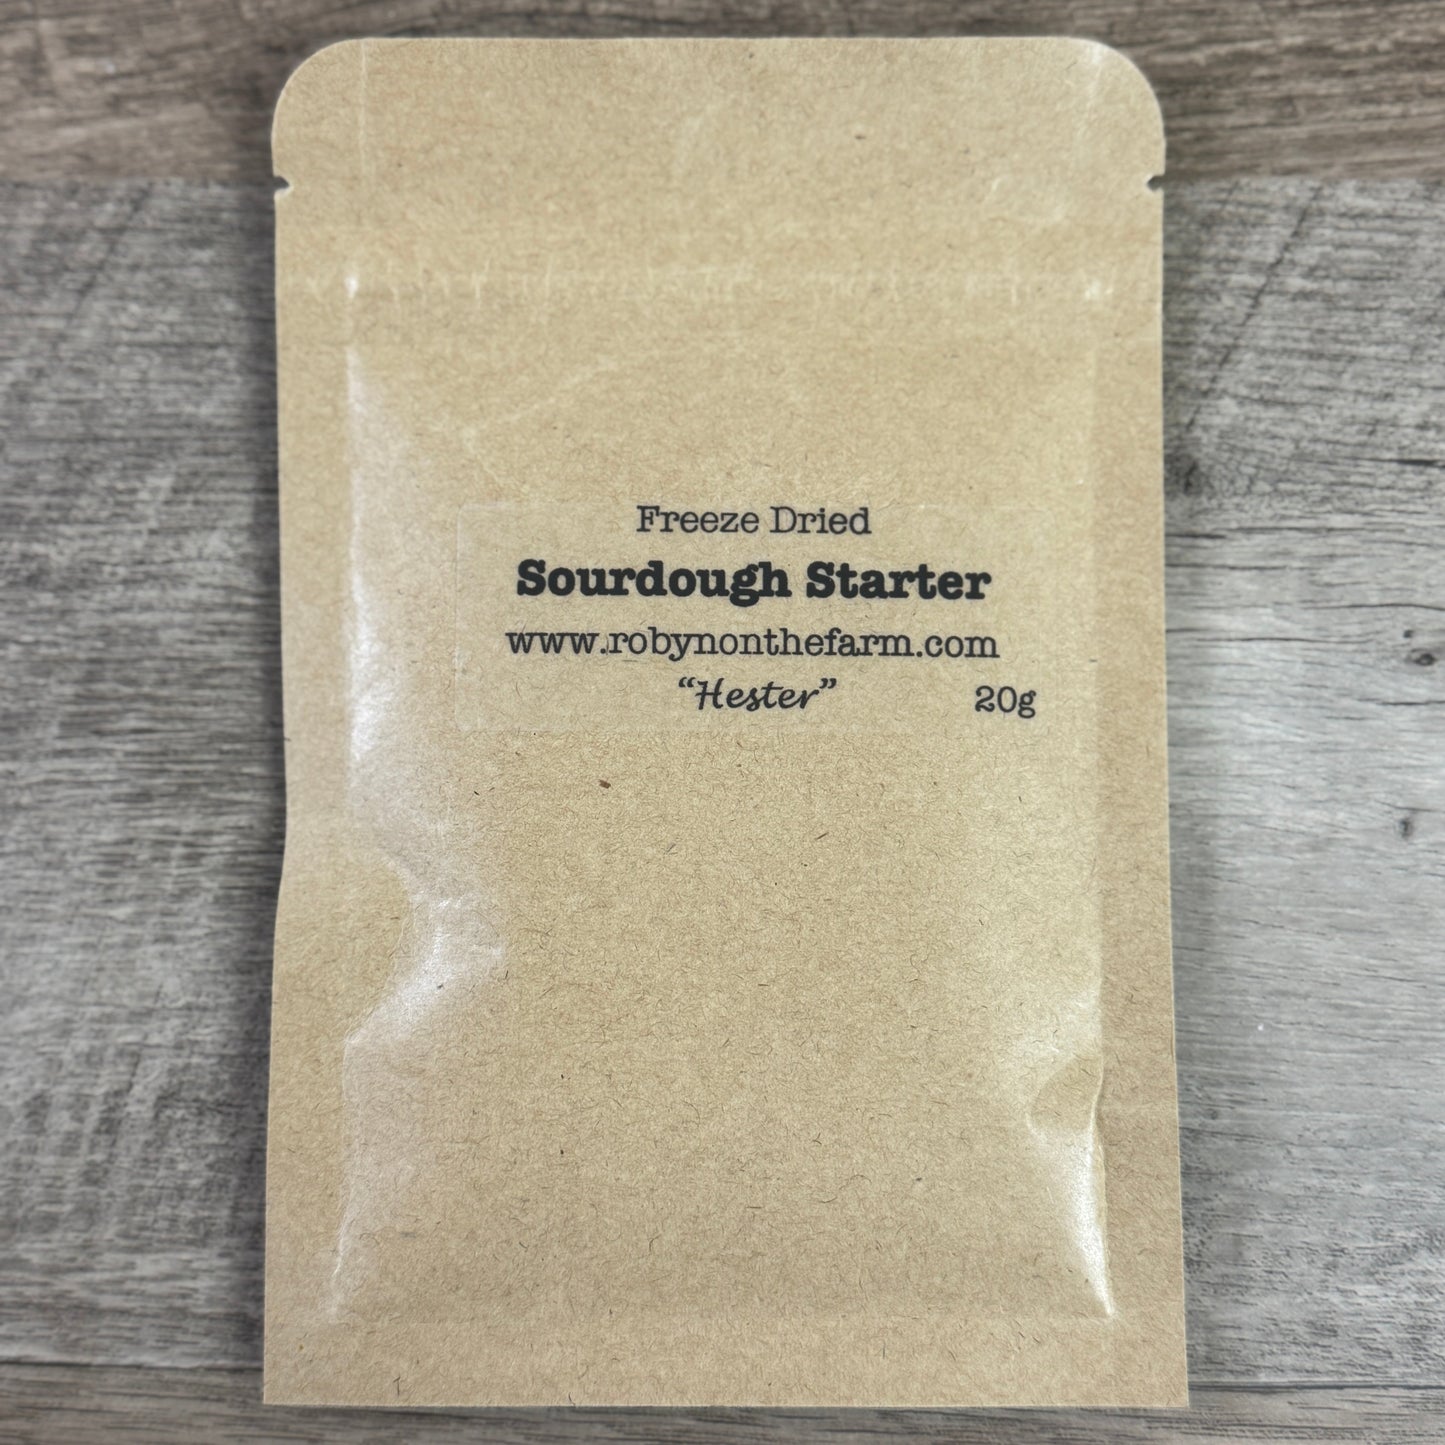 Freeze Dried
Sourdough Starter
www.robynonthefarm.com
“Hester” 20g